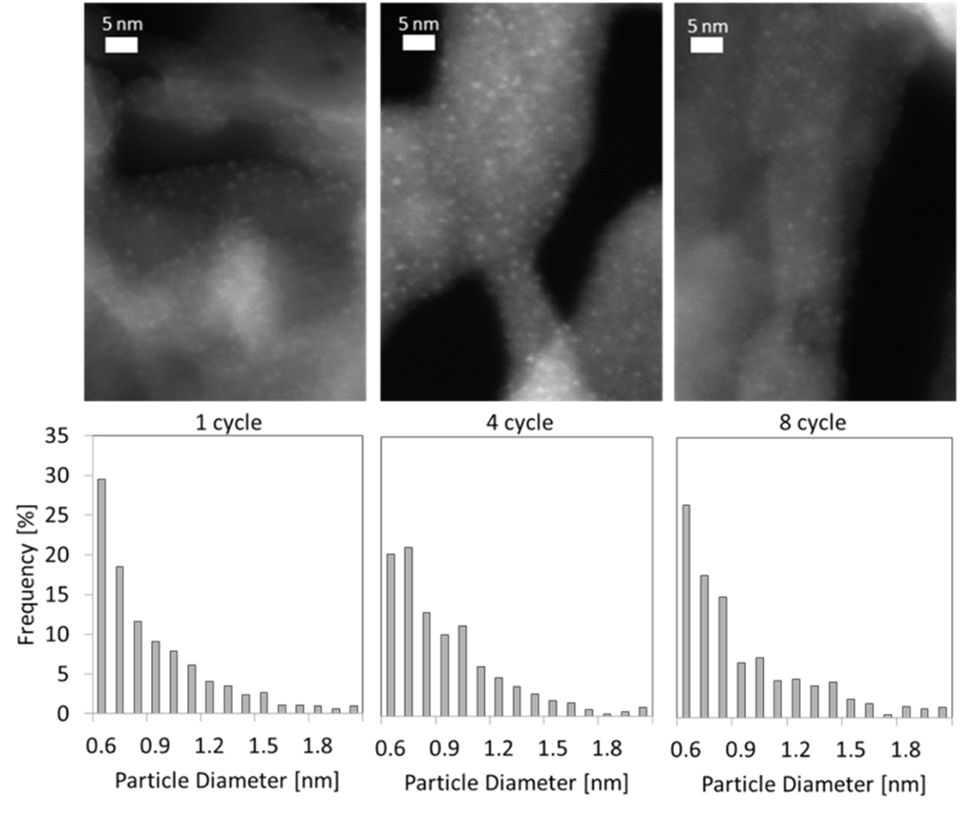 5 nm
5 nm
5 nm
1 cycle
4 cycle
8 cycle
Frequency [%]
35
30
25
20
15
10
5
0
0.6 0.9 1.2 1.5 1.8
0.6 0.9 1.2 1.5 1.8
0.6 0.9 1.2 1.5 1.8
Particle Diameter [nm]
Particle Diameter [nm]
Particle Diameter [nm]